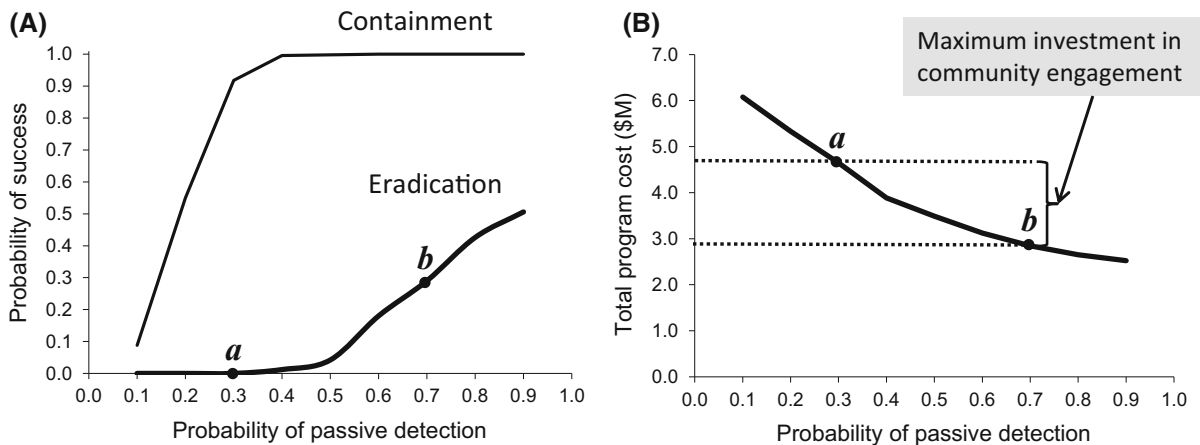 (A)
Containment
1.0
0.9
0.8
0.7
0.6
0.5
0.4
0.3
0.2
0.1
0.0
Probability of success
Eradication
a
b
0.0 0.1 0.2 0.3 0.4 0.5 0.6 0.7 0.8 0.9 1.0
Probability of passive detection
(B)
Maximum investment in
community engagement
7.0
6.0
5.0
4.0
3.0
2.0
1.0
0.0
Total program cost ($M)
a
b
0.0 0.1 0.2 0.3 0.4 0.5 0.6 0.7 0.8 0.9 1.0
Probability of passive detection